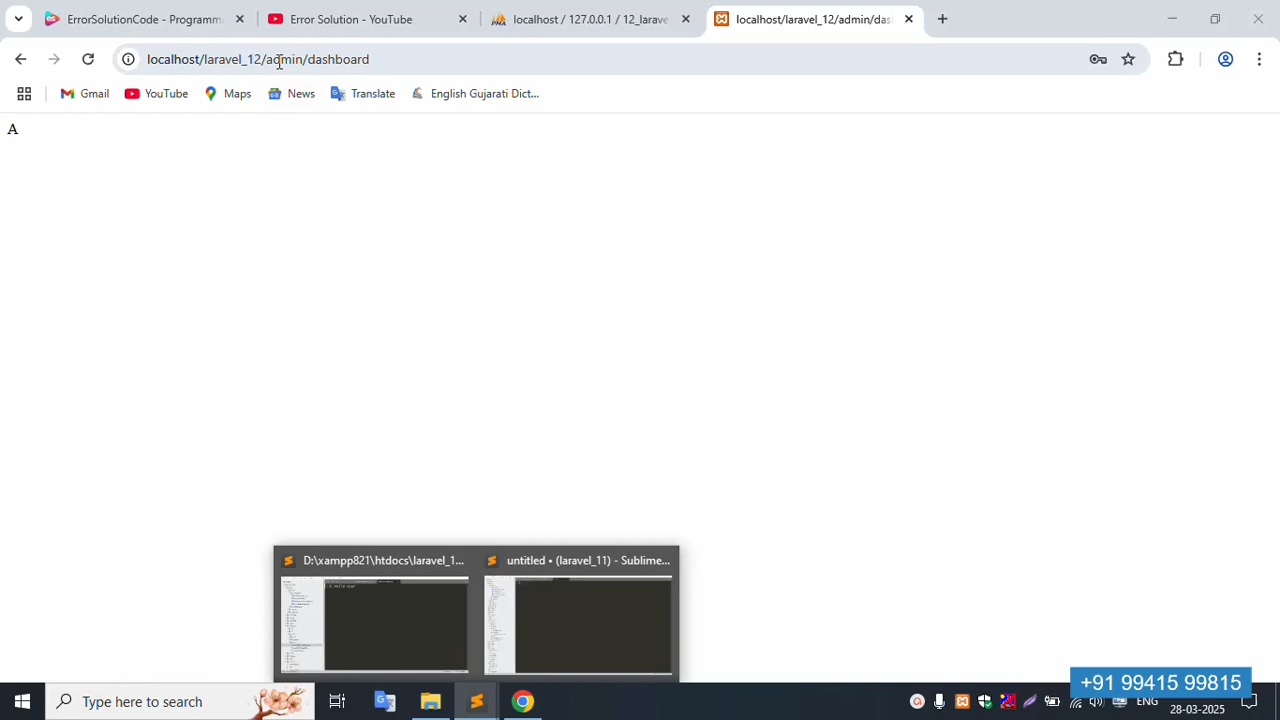 ErrorSolutionCode - Programm
Error Solution - YouTube
localhost / 127.0.0.1 / 12_larave
localhost/laravel_12/admin/das
localhost/laravel_12/admin/dashboard
Gmail
YouTube
Maps
News
Translate
English Gujarati Dict...
A
D:\xampp821\htdocs\laravel_1...
untitled • (laravel_11) - Sublime...
+91 99415 99815
Type here to search
ENG
28-03-2025